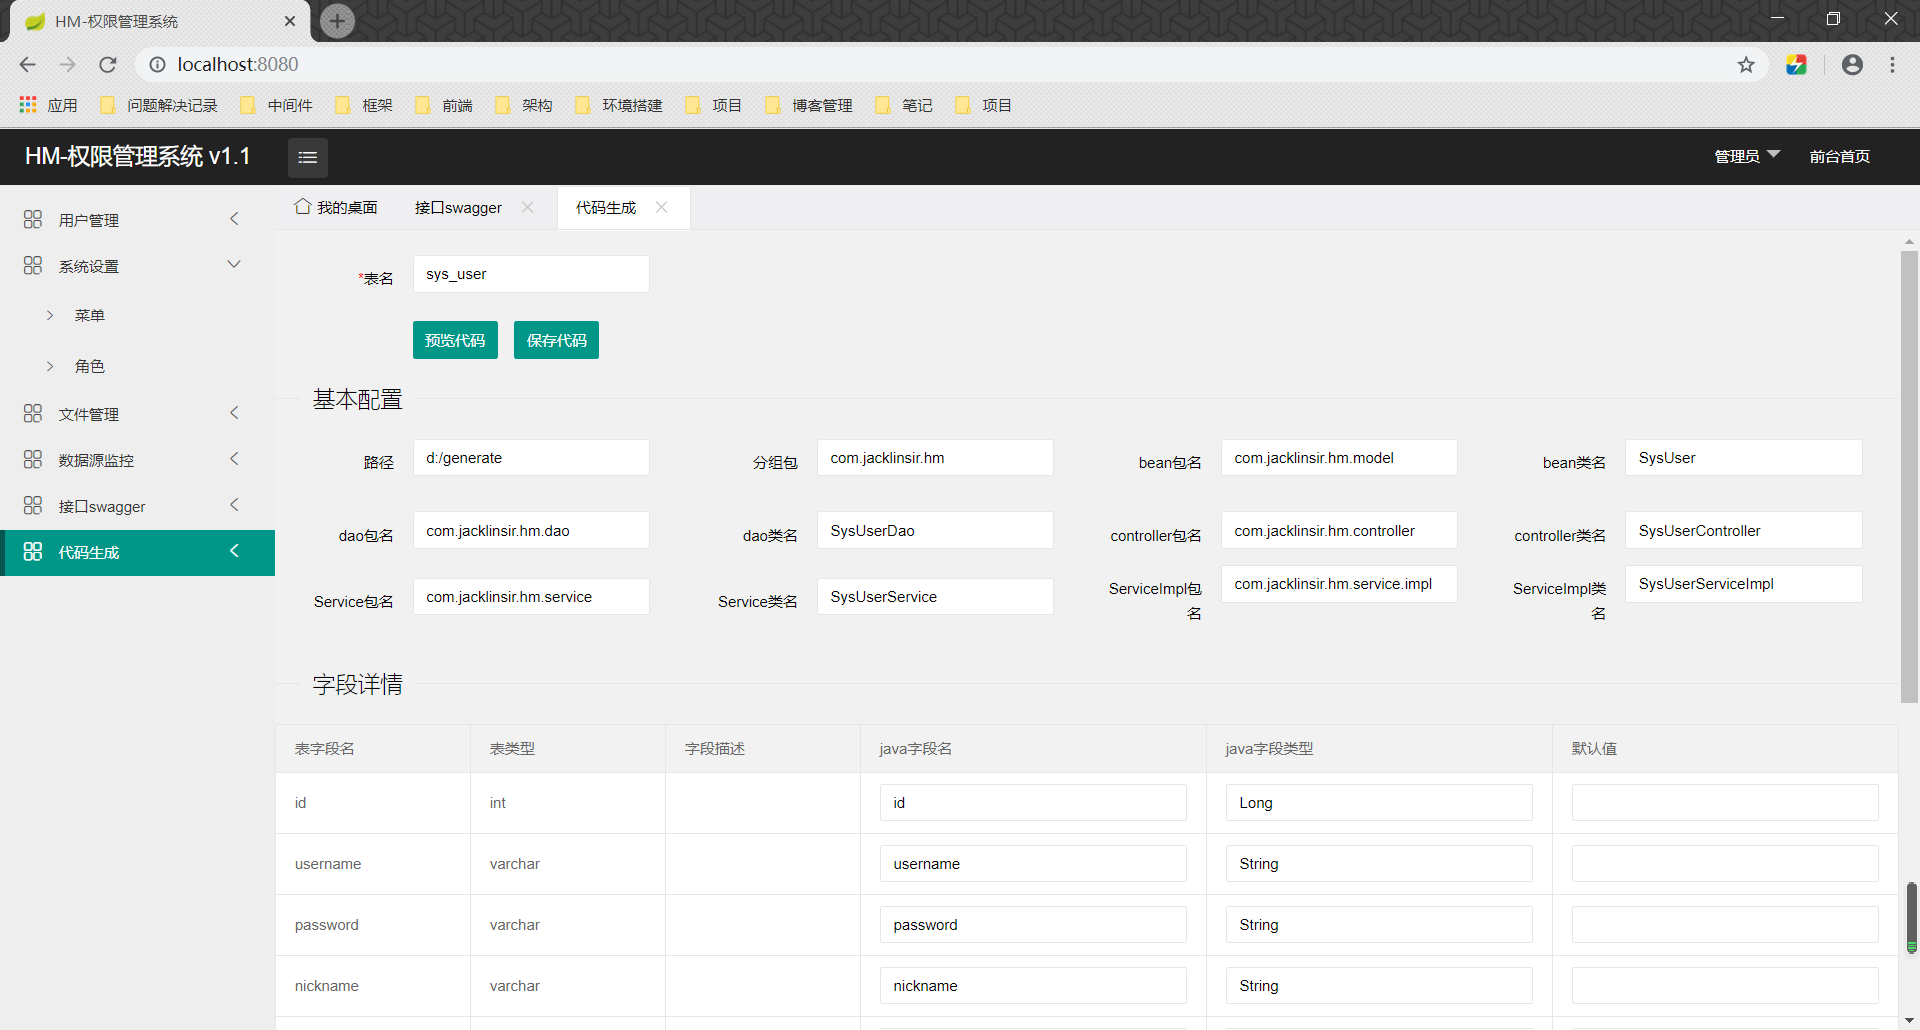 HM-权限管理系统
localhost:8080
应用 问题解决记录 中间件 框架 前端 架构 环境搭建 项目 博客管理 笔记 项目
HM-权限管理系统 v1.1
管理员 前台首页
用户管理
系统设置
菜单
角色
文件管理
数据源监控
接口swagger
代码生成
我的桌面 接口swagger 代码生成
*表名 sys_user
预览代码 保存代码
基本配置
路径 d:/generate 分组包 com.jacklinsir.hm bean包名 com.jacklinsir.hm.model bean类名 SysUser
dao包名 com.jacklinsir.hm.dao dao类名 SysUserDao controller包名 com.jacklinsir.hm.controller controller类名 SysUserController
Service包名 com.jacklinsir.hm.service Service类名 SysUserService ServiceImpl包名 com.jacklinsir.hm.service.impl ServiceImpl类名 SysUserServiceImpl
字段详情
表字段名 表类型 字段描述 java字段名 java字段类型 默认值
id int id Long
username varchar username String
password varchar password String
nickname varchar nickname String